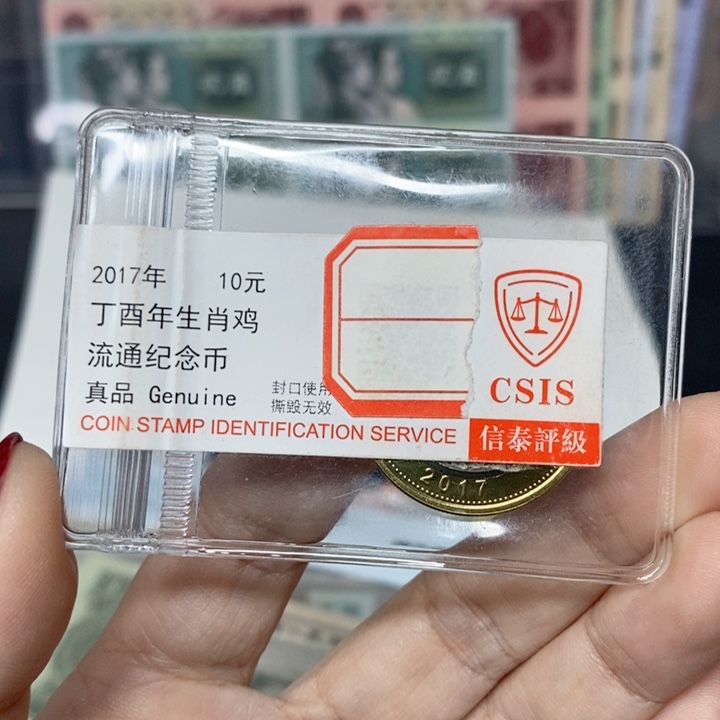 2017年 10元
丁酉年生肖鸡
流通纪念币
真品 Genuine
封口使用
撕毁无效
COIN STAMP IDENTIFICATION SERVICE
CSIS
信泰評級
2017